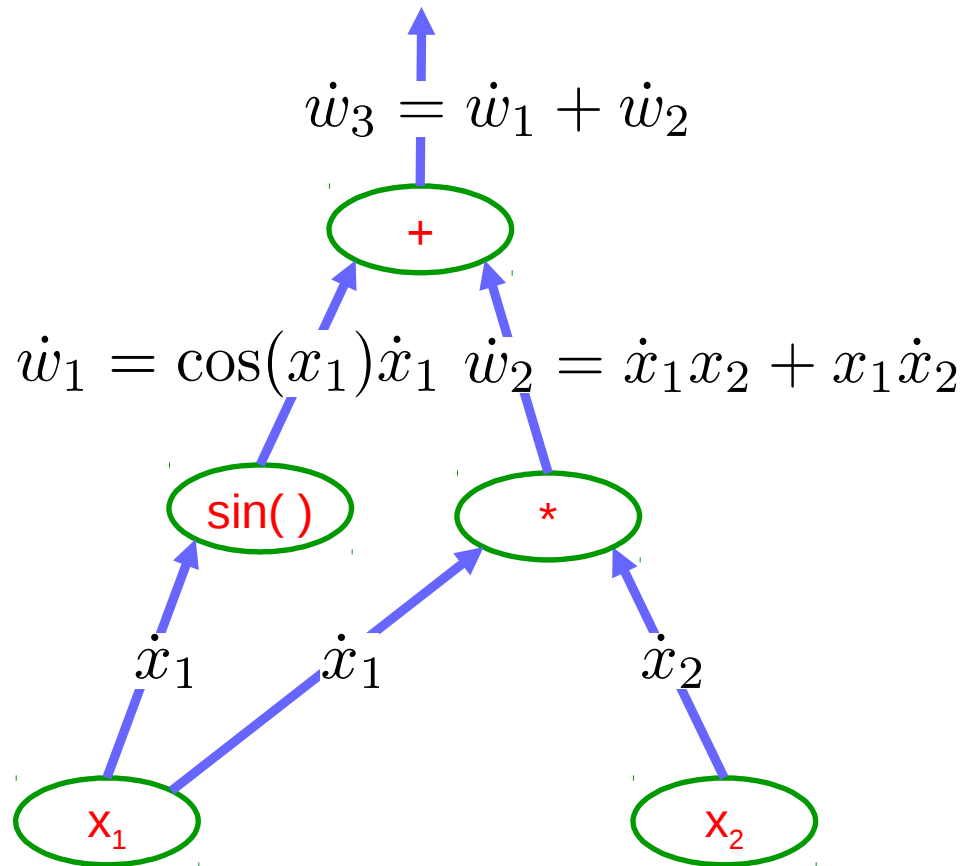 ẇ₃ = ẇ₁ + ẇ₂
+
ẇ₁ = cos(x₁)ẋ₁ ẇ₂ = ẋ₁x₂ + x₁ẋ₂
sin( ) *
ẋ₁ ẋ₁ ẋ₂
x₁ x₂